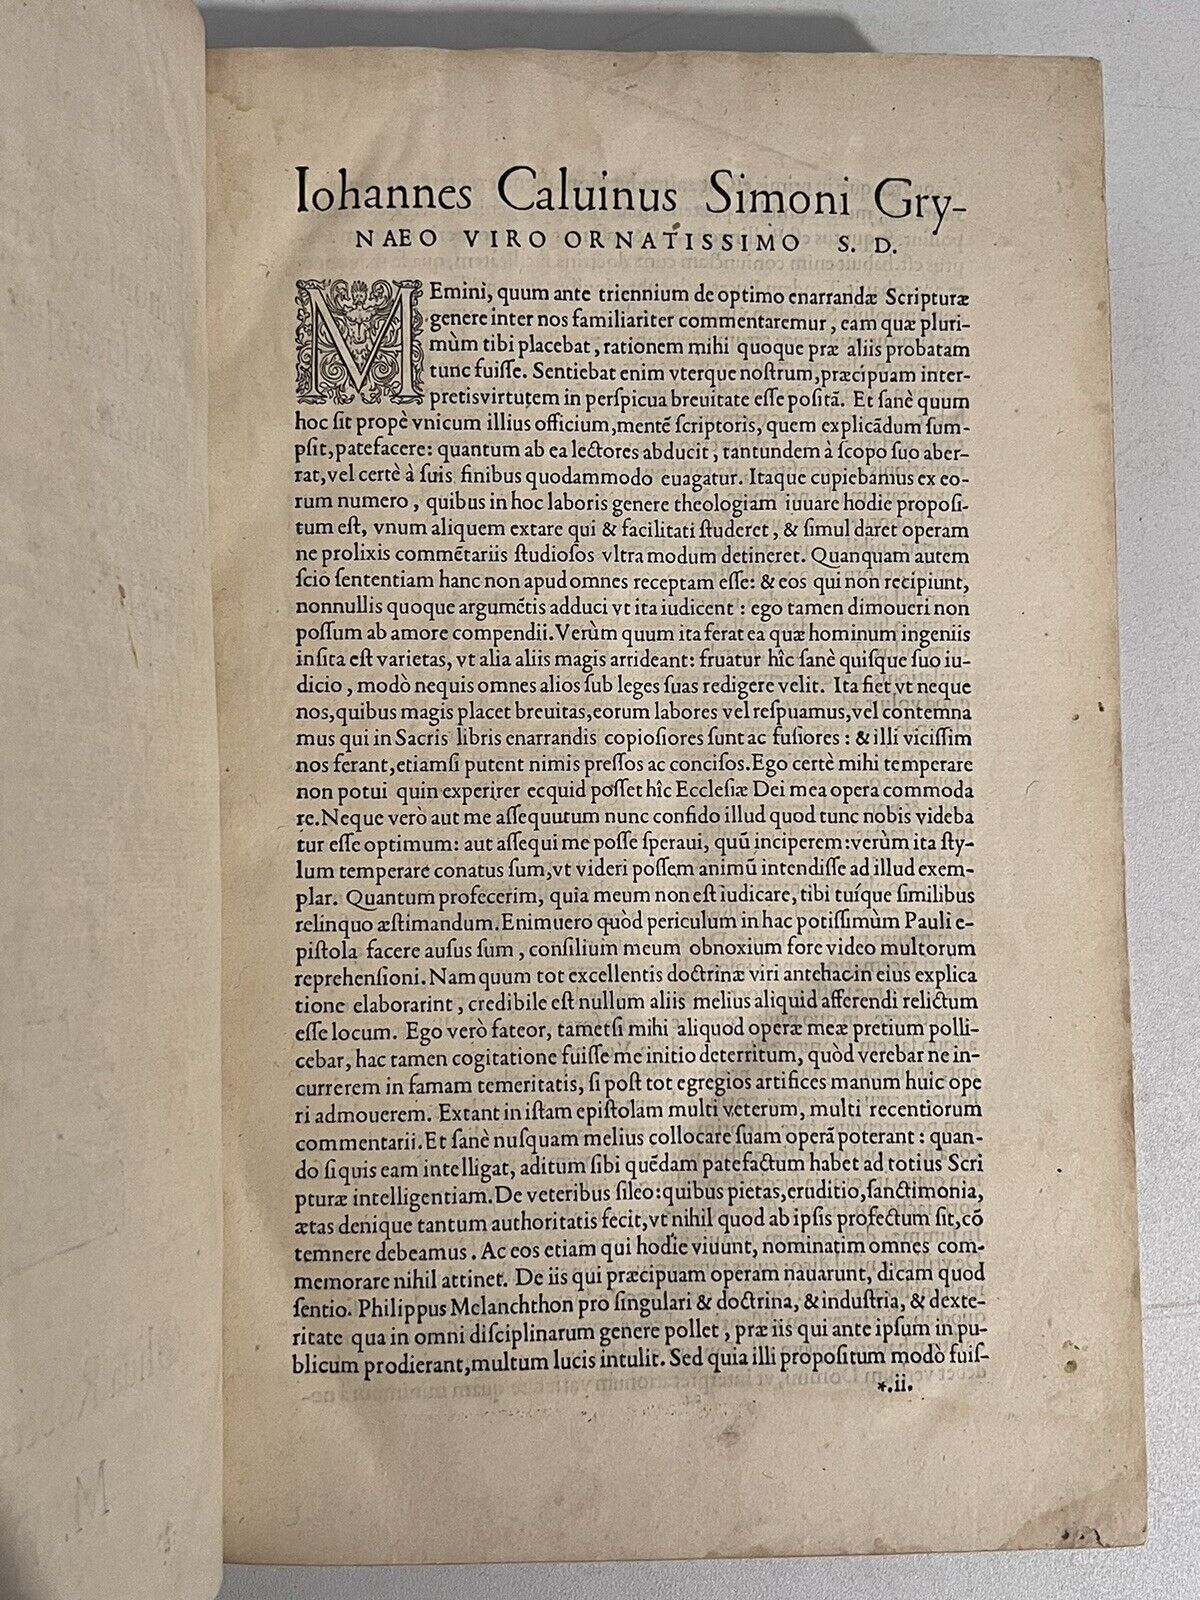 Iohannes Caluinus Simoni Gry-
NAEO VIRO ORNATISSIMO S. D.
MEmini, quum ante triennium de optimo enarrandæ Scripturæ
genere inter nos familiariter commentaremur, eam quæ pluri-
mùm tibi placebat, rationem mihi quoque præ aliis probatam
tunc fuiſſe. Sentiebat enim vterque noſtrum, præcipuam inter-
pretis virtutem in perſpicua breuitate eſſe poſitã. Et ſanè quum
hoc ſit propè vnicum illius officium, mentẽ ſcriptoris, quem explicãdum ſum-
pſit, patefacere: quantum ab ea lectores abducit, tantundem à ſcopo ſuo aber-
rat, vel certè à ſuis finibus quodammodo euagatur. Itaque cupiebamus ex eo-
rum numero, quibus in hoc laboris genere theologiam iuuare hodie propoſi-
tum eſt, vnum aliquem extare qui & facilitati ſtuderet, & ſimul daret operam
ne prolixis commẽtariis ſtudioſos vltra modum detineret. Quanquam autem
ſcio ſententiam hanc non apud omnes receptam eſſe: & eos qui non recipiunt,
nonnullis quoque argumẽtis adduci vt ita iudicent: ego tamen dimoueri non
poſſum ab amore compendii. Verùm quum ita ferat ea quæ hominum ingeniis
inſita eſt varietas, vt alia aliis magis arrideant: fruatur hîc ſanè quiſque ſuo iu-
dicio, modò nequis omnes alios ſub leges ſuas redigere velit. Ita fiet vt neque
nos, quibus magis placet breuitas, eorum labores vel reſpuamus, vel contemna
mus qui in Sacris libris enarrandis copioſiores ſunt ac fuſiores: & illi viciſſim
nos ferant, etiamſi putent nimis preſſos ac conciſos. Ego certè mihi temperare
non potui quin experirer ecquid poſſet hîc Eccleſiæ Dei mea opera commoda
re. Neque verò aut me aſſequutum nunc confido illud quod tunc nobis videba
tur eſſe optimum: aut aſſequi me poſſe ſperaui, quũ inciperem: verùm ita ſty-
lum temperare conatus ſum, vt videri poſſem animũ intendiſſe ad illud exem-
plar. Quantum profecerim, quia meum non eſt iudicare, tibi tuíque ſimilibus
relinquo æſtimandum. Enimuero quòd periculum in hac potiſſimùm Pauli e-
piſtola facere auſus ſum, conſilium meum obnoxium fore video multorum
reprehenſioni. Nam quum tot excellentis doctrinæ viri antehac in eius explica
tione elaborarint, credibile eſt nullum aliis melius aliquid afferendi relictum
eſſe locum. Ego verò fateor, tametſi mihi aliquod operæ meæ pretium polli
cebar, hac tamen cogitatione fuiſſe me initio deterritum, quòd verebar ne in-
currerem in famam temeritatis, ſi poſt tot egregios artifices manum huic ope
ri admouerem. Extant in iſtam epiſtolam multi veterum, multi recentiorum
commentarii. Et ſanè nuſquam melius collocare ſuam operã poterant: quan-
do ſi quis eam intelligat, aditum ſibi quẽdam patefactum habet ad totius Scri
pturæ intelligentiam. De veteribus ſileo: quibus pietas, eruditio, ſanctimonia,
ætas denique tantum authoritatis fecit, vt nihil quod ab ipſis profectum ſit, cõ
temnere debeamus. Ac eos etiam qui hodie viuunt, nominatim omnes com-
memorare nihil attinet. De iis qui præcipuam operam nauarunt, dicam quod
ſentio. Philippus Melanchthon pro ſingulari & doctrina, & induſtria, & dexte-
ritate qua in omni diſciplinarum genere pollet, præ iis qui ante ipſum in pu-
blicum prodierant, multum lucis intulit. Sed quia illi propoſitum modò fuiſ-
*.ii.
M.